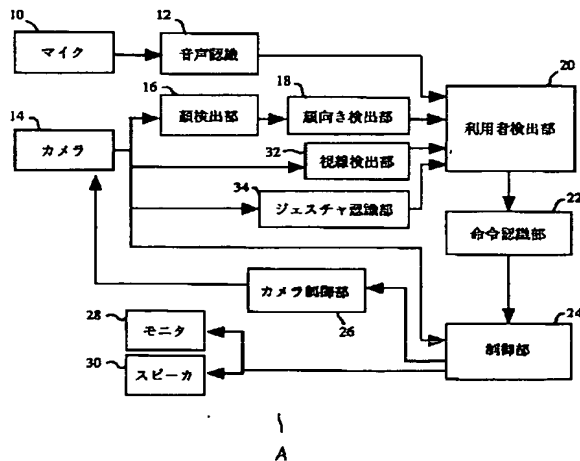 10
マイク
12
音声認識
20
利用者検出部
14
カメラ
16
顔検出部
18
顔向き検出部
32
視線検出部
34
ジェスチャ認識部
22
命令認識部
カメラ制御部
26
24
制御部
28
モニタ
30
スピーカ
A